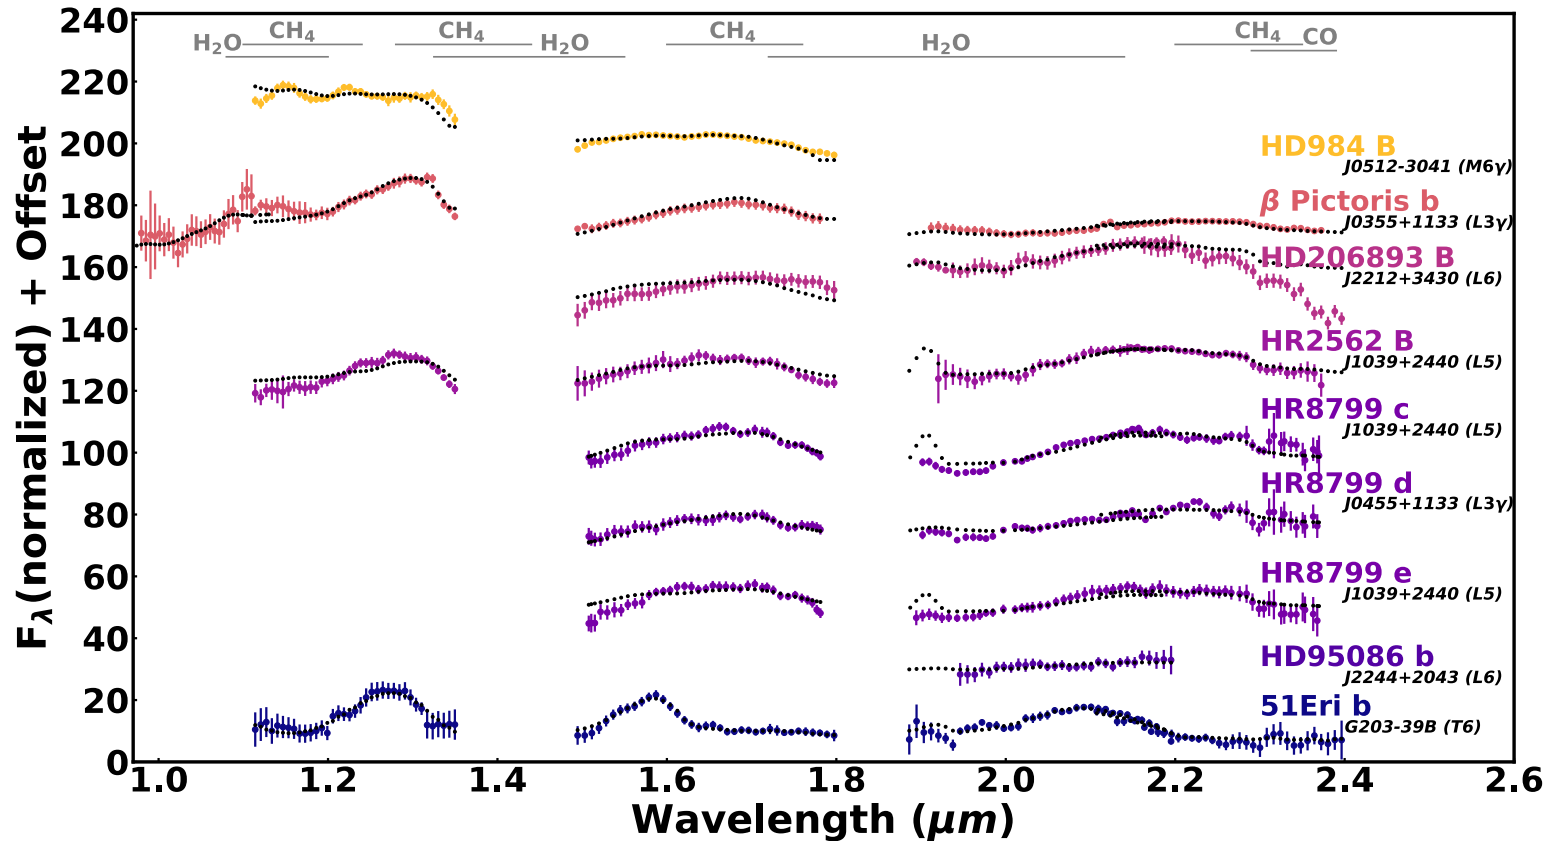 240
220
200
180
160
140
120
100
80
60
40
20
0
F_λ(normalized) + Offset
H₂O CH₄ CH₄ H₂O CH₄ H₂O CH₄ CO
HD984 B
J0512-3041 (M6γ)
β Pictoris b
J0355+1133 (L3γ)
HD206893 B
J2212+3430 (L6)
HR2562 B
J1039+2440 (L5)
HR8799 c
J1039+2440 (L5)
HR8799 d
J0455+1133 (L3γ)
HR8799 e
J1039+2440 (L5)
HD95086 b
J2244+2043 (L6)
51Eri b
G203-39B (T6)
1.0 1.2 1.4 1.6 1.8 2.0 2.2 2.4 2.6
Wavelength (μm)